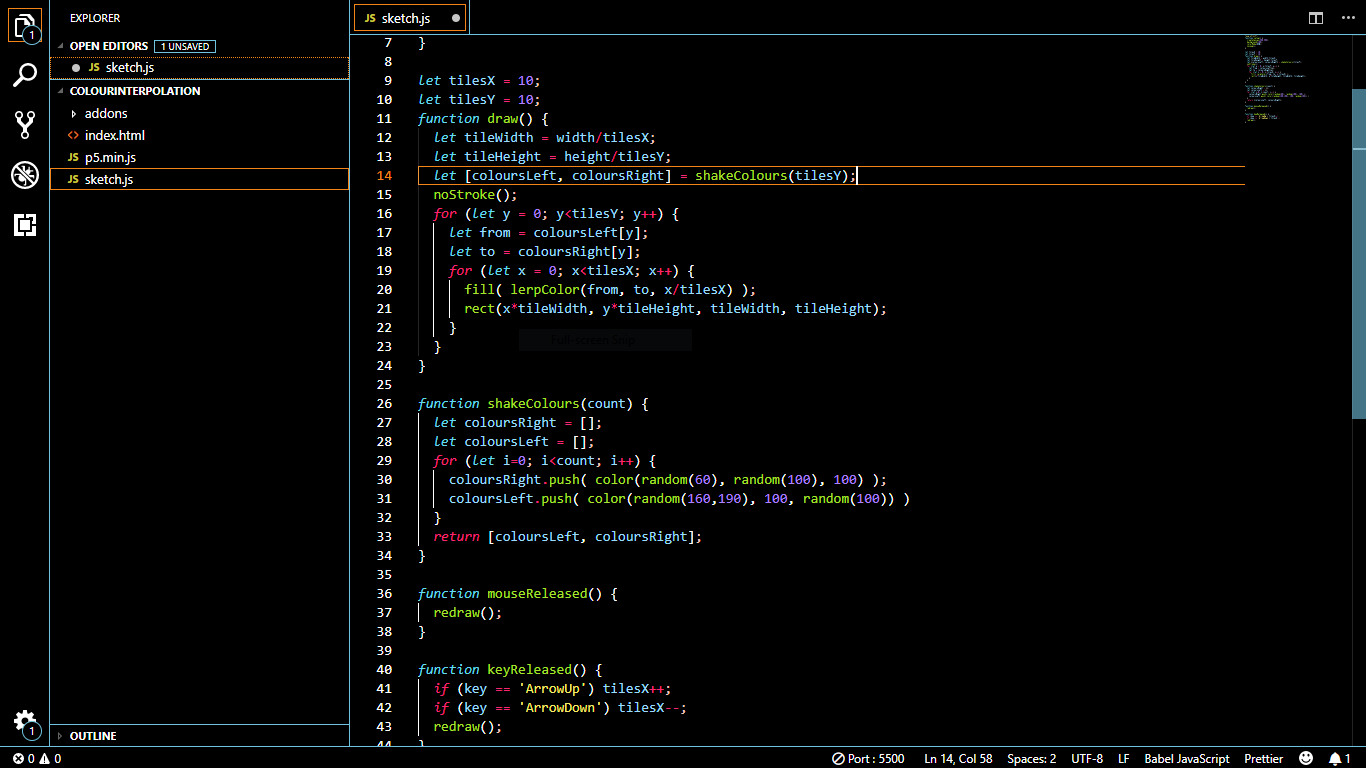 EXPLORER
OPEN EDITORS 1 UNSAVED
JS sketch.js
COLOURINTERPOLATION
addons
<> index.html
JS p5.min.js
JS sketch.js
OUTLINE
1
1
JS sketch.js
7 }
8
9 let tilesX = 10;
10 let tilesY = 10;
11 function draw() {
12 let tileWidth = width/tilesX;
13 let tileHeight = height/tilesY;
14 let [coloursLeft, coloursRight] = shakeColours(tilesY);
15 noStroke();
16 for (let y = 0; y<tilesY; y++) {
17 let from = coloursLeft[y];
18 let to = coloursRight[y];
19 for (let x = 0; x<tilesX; x++) {
20 fill( lerpColor(from, to, x/tilesX) );
21 rect(x*tileWidth, y*tileHeight, tileWidth, tileHeight);
22 }
Full-screen Snip
23 }
24 }
25
26 function shakeColours(count) {
27 let coloursRight = [];
28 let coloursLeft = [];
29 for (let i=0; i<count; i++) {
30 coloursRight.push( color(random(60), random(100), 100) );
31 coloursLeft.push( color(random(160,190), 100, random(100)) )
32 }
33 return [coloursLeft, coloursRight];
34 }
35
36 function mouseReleased() {
37 redraw();
38 }
39
40 function keyReleased() {
41 if (key == 'ArrowUp') tilesX++;
42 if (key == 'ArrowDown') tilesX--;
43 redraw();
44 }
0 0 Port : 5500 Ln 14, Col 58 Spaces: 2 UTF-8 LF Babel JavaScript Prettier 1